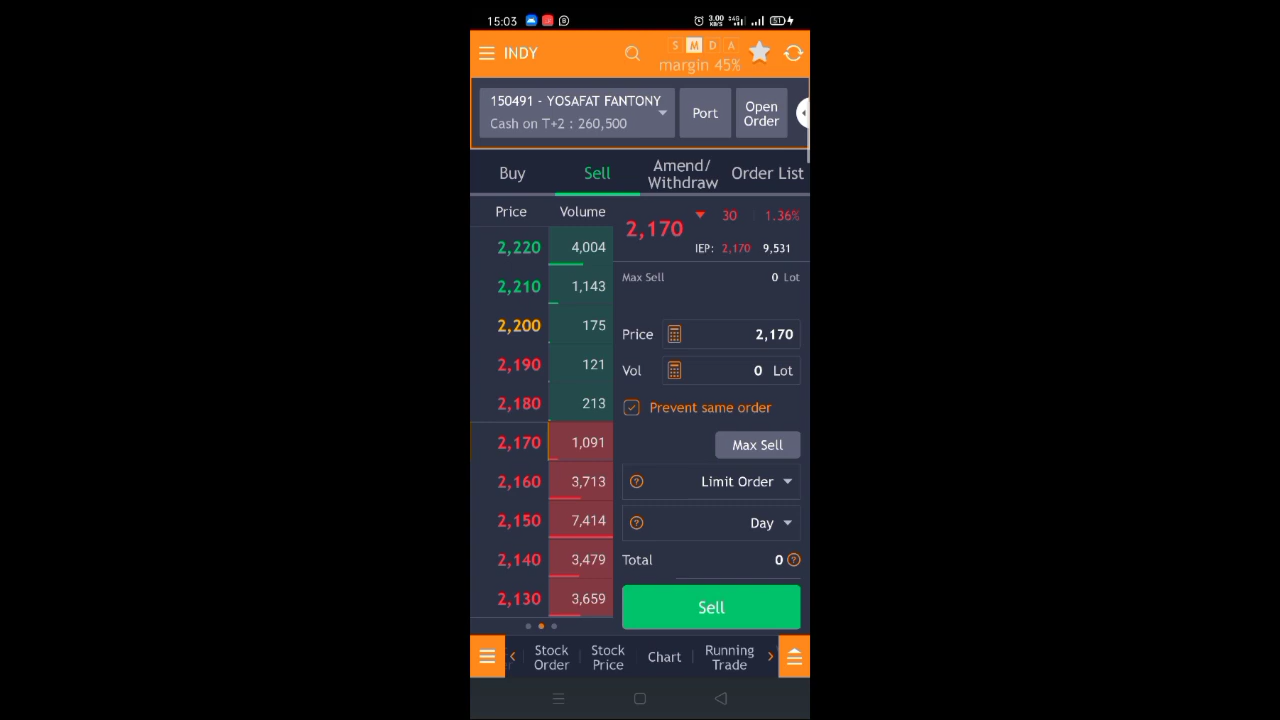 15:03
3.00 KB/S
51
INDY
S M D A
margin 45%
150491 - YOSAFAT FANTONY
Cash on T+2 : 260,500
Port
Open Order
Buy
Sell
Amend/
Withdraw
Order List
Price Volume
2,220 4,004
2,210 1,143
2,200 175
2,190 121
2,180 213
2,170 1,091
2,160 3,713
2,150 7,414
2,140 3,479
2,130 3,659
2,170 30 1.36%
IEP: 2,170 9,531
Max Sell 0 Lot
Price 2,170
Vol 0 Lot
Prevent same order
Max Sell
Limit Order
Day
Total 0
Sell
Stock Order
Stock Price
Chart
Running Trade